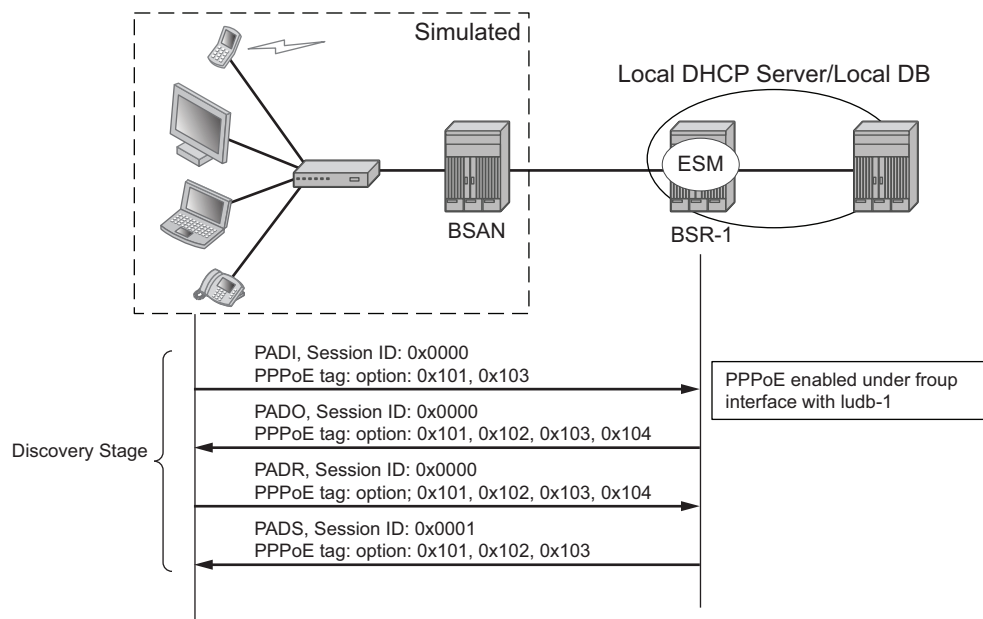 Simulated
Local DHCP Server/Local DB
ESM
BSAN
BSR-1
PADI, Session ID: 0x0000
PPPoE tag: option: 0x101, 0x103
PPPoE enabled under froup
interface with ludb-1
PADO, Session ID: 0x0000
PPPoE tag: option: 0x101, 0x102, 0x103, 0x104
Discovery Stage
PADR, Session ID: 0x0000
PPPoE tag: option; 0x101, 0x102, 0x103, 0x104
PADS, Session ID: 0x0001
PPPoE tag: option: 0x101, 0x102, 0x103